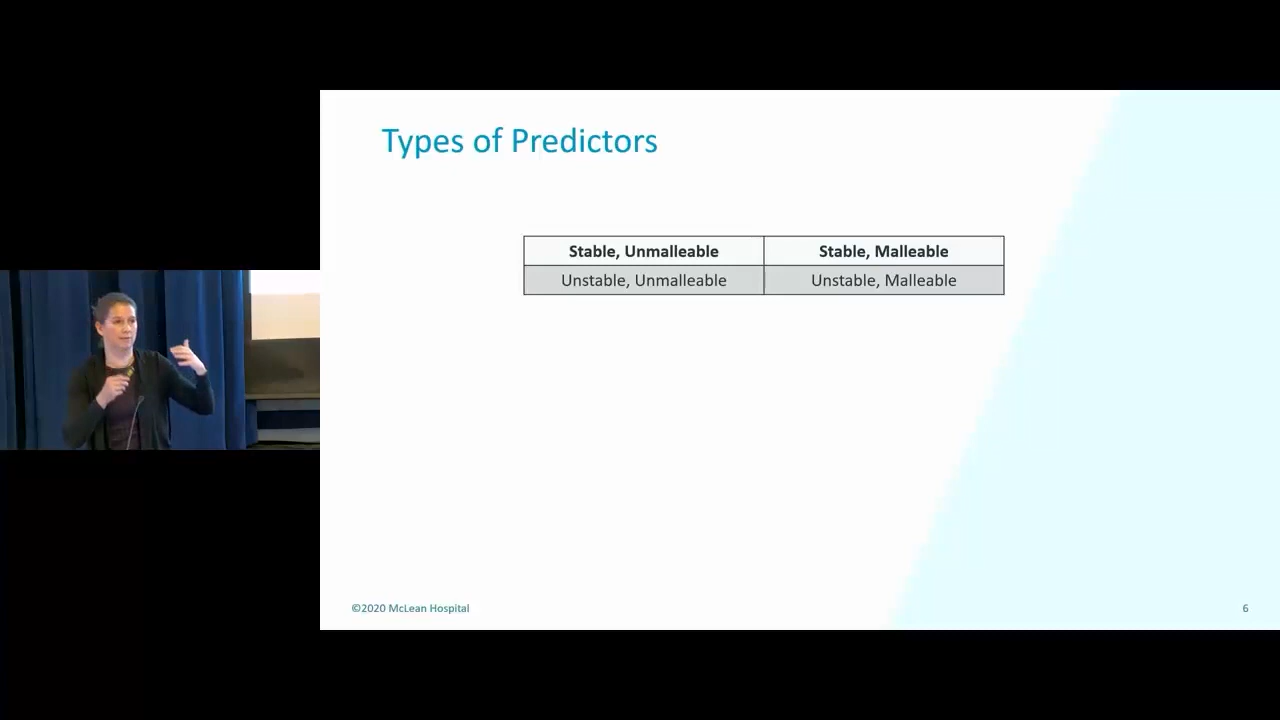 Types of Predictors
Stable, Unmalleable
Stable, Malleable
Unstable, Unmalleable
Unstable, Malleable
©2020 McLean Hospital
6